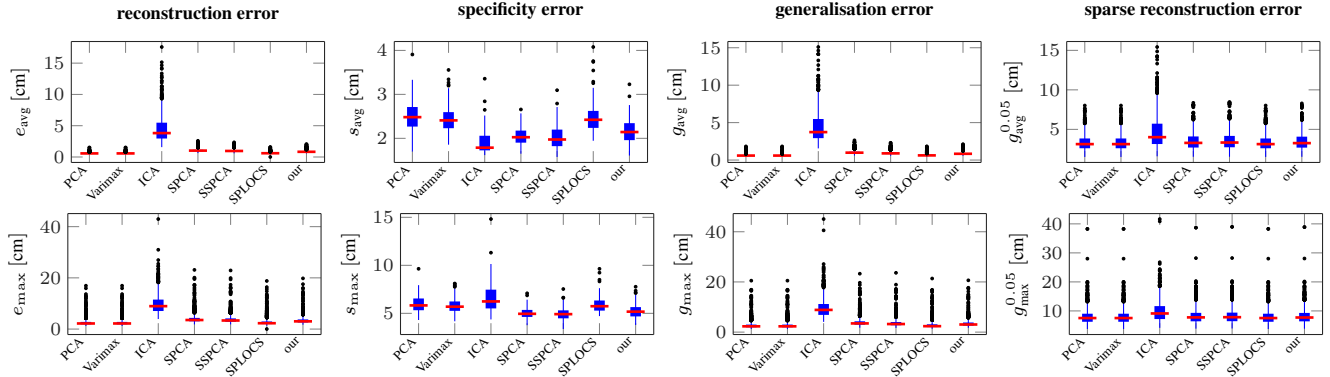 reconstruction error
specificity error
generalisation error
sparse reconstruction error
e_avg [cm]
15
10
5
0
PCA
Varimax
ICA
SPCA
SSPCA
SPLOCS
our
s_avg [cm]
4
3
2
PCA
Varimax
ICA
SPCA
SSPCA
SPLOCS
our
g_avg [cm]
15
10
5
0
PCA
Varimax
ICA
SPCA
SSPCA
SPLOCS
our
g_avg^0.05 [cm]
15
10
5
PCA
Varimax
ICA
SPCA
SSPCA
SPLOCS
our
e_max [cm]
40
20
0
PCA
Varimax
ICA
SPCA
SSPCA
SPLOCS
our
s_max [cm]
15
10
5
PCA
Varimax
ICA
SPCA
SSPCA
SPLOCS
our
g_max [cm]
40
20
0
PCA
Varimax
ICA
SPCA
SSPCA
SPLOCS
our
g_max^0.05 [cm]
40
30
20
10
PCA
Varimax
ICA
SPCA
SSPCA
SPLOCS
our